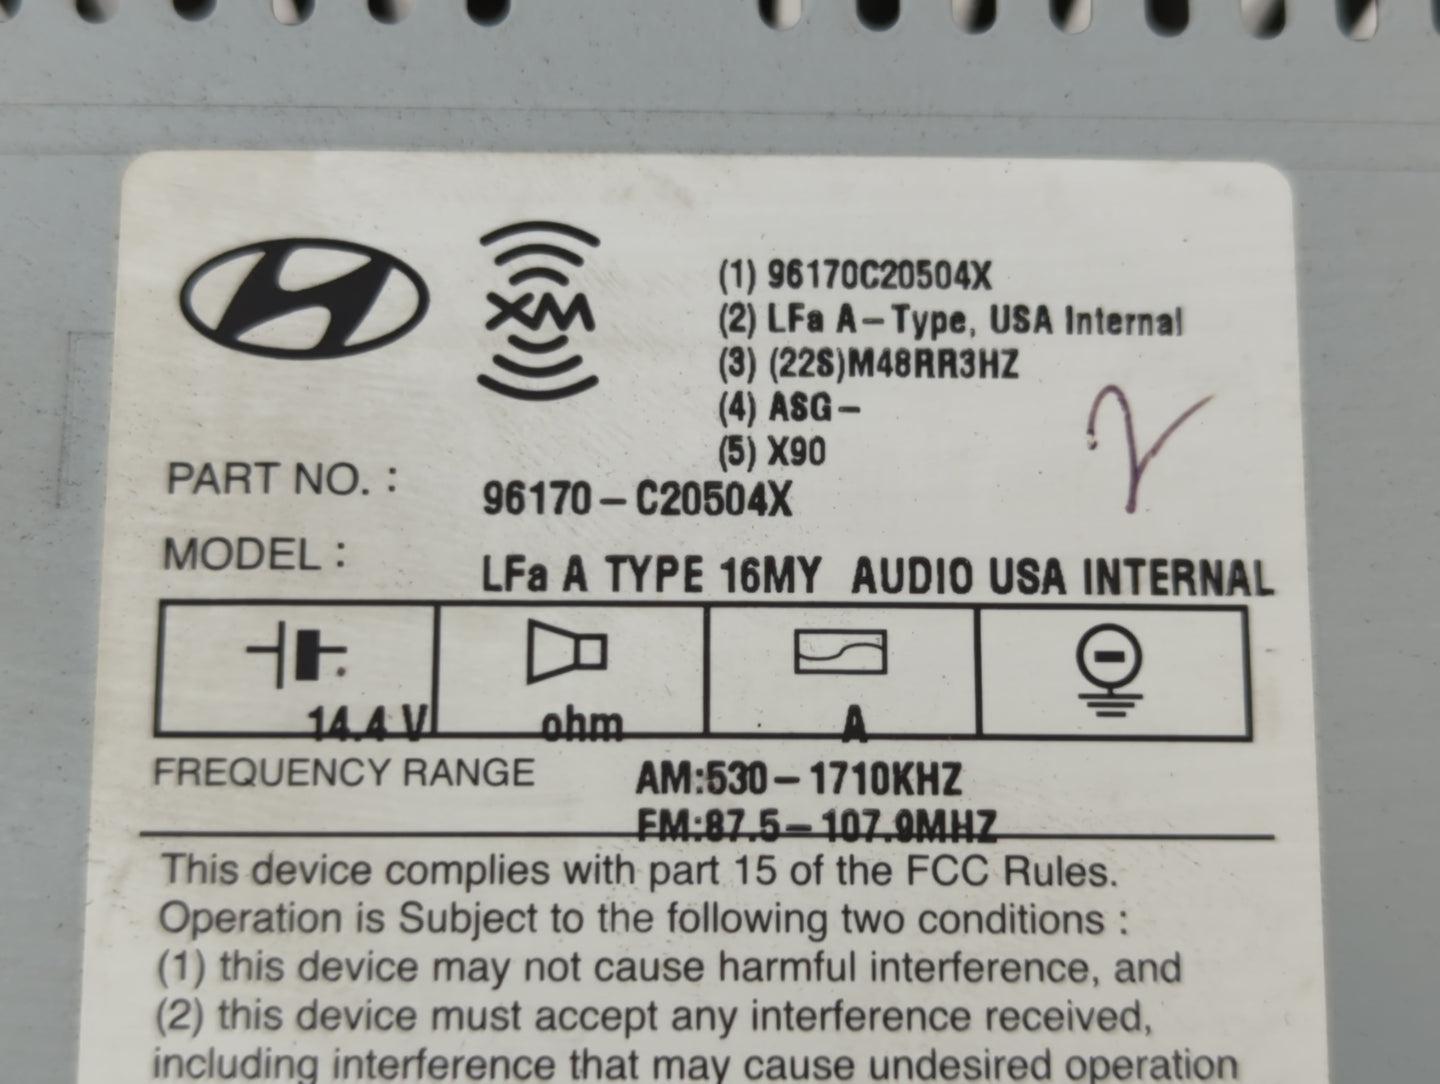 XM
(1) 96170C20504X
(2) LFa A-Type, USA Internal
(3) (22S)M48RR3HZ
(4) ASG-
(5) X90
PART NO. : 96170-C20504X
MODEL : LFa A TYPE 16MY AUDIO USA INTERNAL
14.4 V ohm A
FREQUENCY RANGE AM:530-1710KHZ
FM:87.5-107.9MHZ
This device complies with part 15 of the FCC Rules.
Operation is Subject to the following two conditions :
(1) this device may not cause harmful interference, and
(2) this device must accept any interference received,
including interference that may cause undesired operation